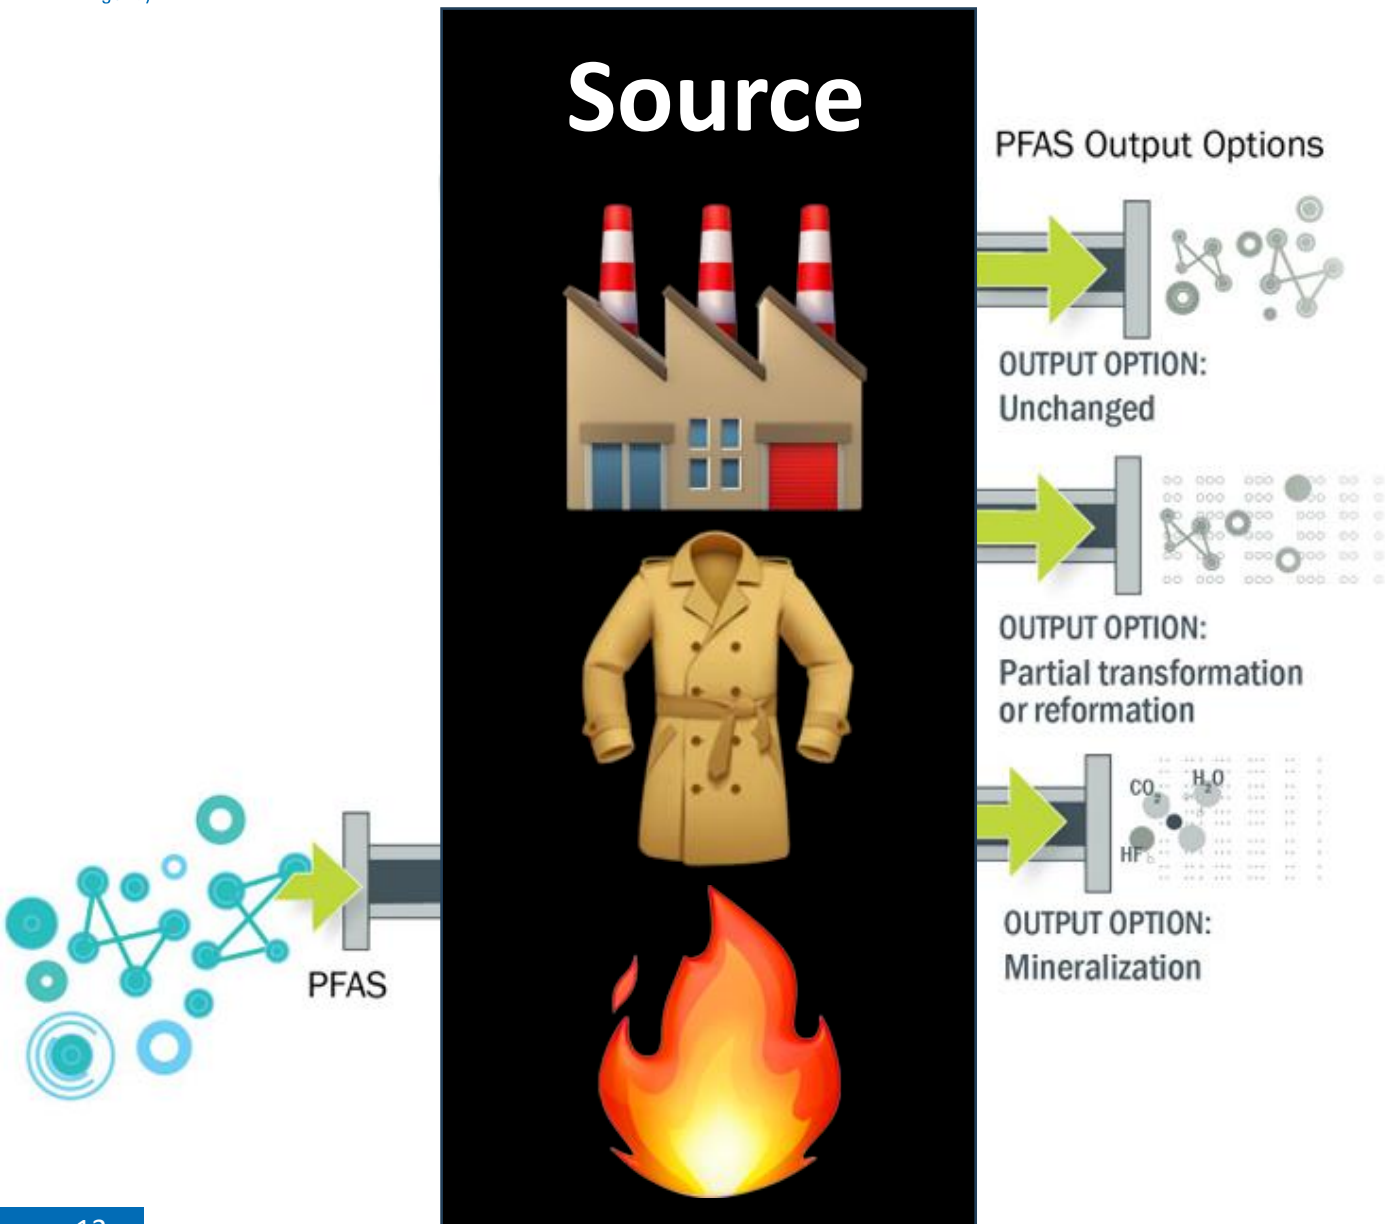 Source
PFAS Output Options
OUTPUT OPTION:
Unchanged
OUTPUT OPTION:
Partial transformation
or reformation
CO2
H2O
HF
OUTPUT OPTION:
Mineralization
PFAS